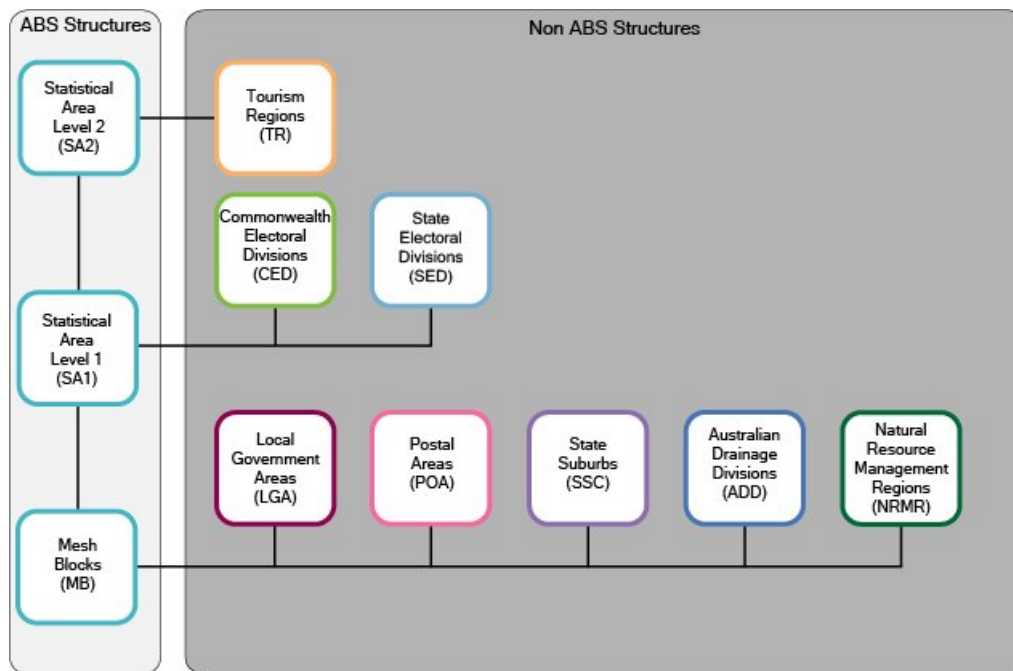 ABS Structures
Non ABS Structures
Statistical
Area
Level 2
(SA2)
Tourism
Regions
(TR)
Commonwealth
Electoral
Divisions
(CED)
State
Electoral
Divisions
(SED)
Statistical
Area
Level 1
(SA1)
Local
Government
Areas
(LGA)
Postal
Areas
(POA)
State
Suburbs
(SSC)
Australian
Drainage
Divisions
(ADD)
Natural
Resource
Management
Regions
(NRMR)
Mesh
Blocks
(MB)